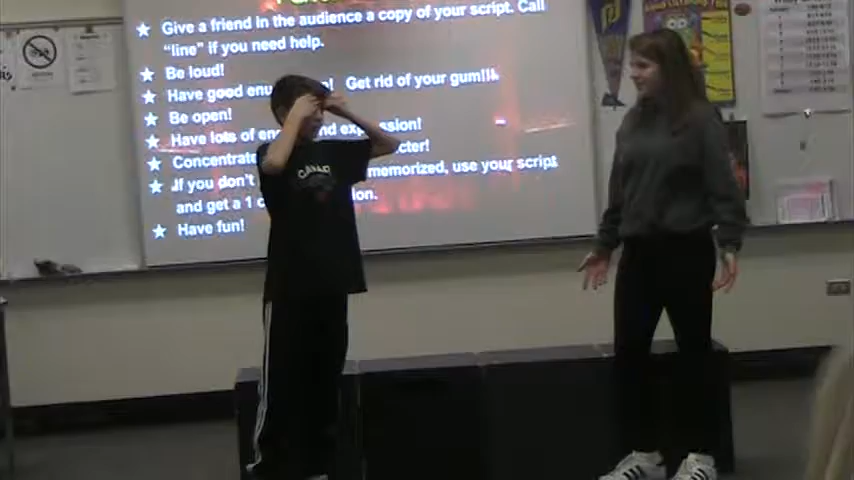 Give a friend in the audience a copy of your script. Call
"line" if you need help.
Be loud!
Have good enu Get rid of your gum!!!
Be open!
Have lots of en and expression!
Concentrate cter!
If you don't memorized, use your script
and get a 1 on.
Have fun!